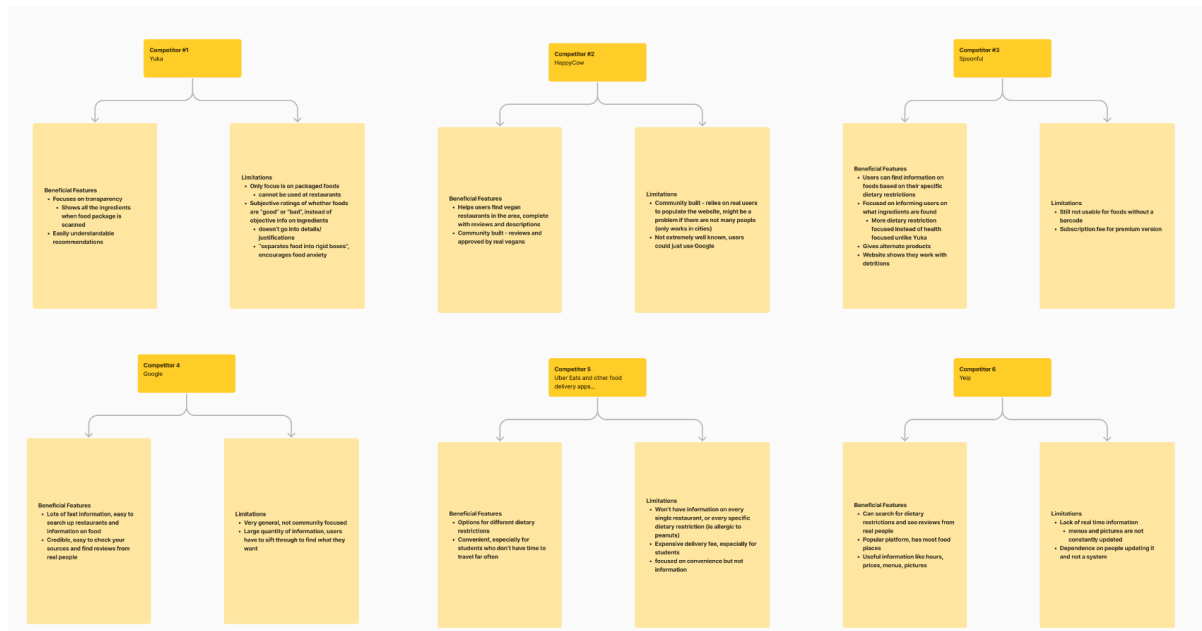 Competitor #1
Yuka
Beneficial Features
• Focuses on transparency
• Shows all the ingredients
when food package is
scanned
• Easily understandable
recommendations
Limitations
• Only focus is on packaged foods
• cannot be used at restaurants
• Subjective ratings of whether foods
are "good" or "bad", instead of
objective info on ingredients
• doesn't go into details/
justifications
• "separates food into rigid boxes",
encourages food anxiety
Competitor #2
HappyCow
Beneficial Features
• Helps users find vegan
restaurants in the area, complete
with reviews and descriptions
• Community built - reviews and
approved by real vegans
Limitations
• Community built - relies on real users
to populate the website, might be a
problem if there are not many people
(only works in cities)
• Not extremely well known, users
could just use Google
Competitor #3
Spoonful
Beneficial Features
• Users can find information on
foods based on their specific
dietary restrictions
• Focused on informing users on
what ingredients are found
• More dietary restriction
focused instead of health
focused unlike Yuka
• Gives alternate products
• Website shows they work with
detritions
Limitations
• Still not usable for foods without a
barcode
• Subscription fee for premium version
Competitor 4
Google
Beneficial Features
• Lots of fast information, easy to
search up restaurants and
information on food
• Credible, easy to check your
sources and find reviews from
real people
Limitations
• Very general, not community focused
• Large quantity of information, users
have to sift through to find what they
want
Competitor 5
Uber Eats and other food
delivery apps...
Beneficial Features
• Options for different dietary
restrictions
• Convenient, especially for
students who don't have time to
travel far often
Limitations
• Won't have information on every
single restaurant, or every specific
dietary restriction (ie allergic to
peanuts)
• Expensive delivery fee, especially for
students
• focused on convenience but not
information
Competitor 6
Yelp
Beneficial Features
• Can search for dietary
restrictions and see reviews from
real people
• Popular platform, has most food
places
• Useful information like hours,
prices, menus, pictures
Limitations
• Lack of real time information
• menus and pictures are not
constantly updated
• Dependence on people updating it
and not a system